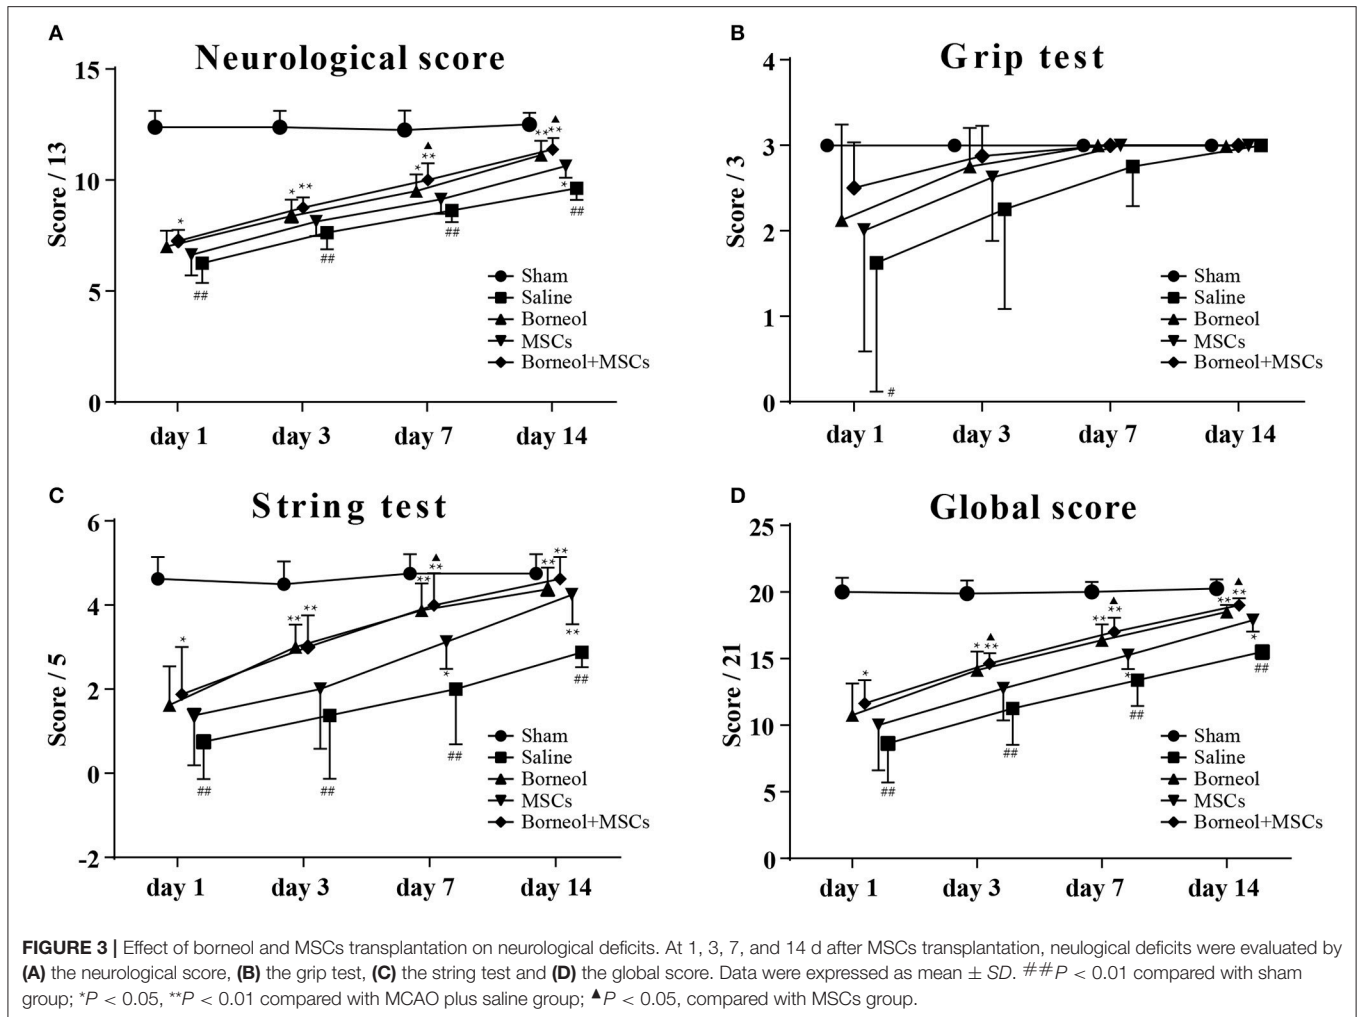 A
Neurological score
15
10
5
0
Score / 13
* ** * ** ** **
* *
## ## ## ##
Sham
Saline
Borneol
MSCs
Borneol+MSCs
day 1 day 3 day 7 day 14
B
Grip test
4
3
2
1
0
Score / 3
#
Sham
Saline
Borneol
MSCs
Borneol+MSCs
day 1 day 3 day 7 day 14
C
String test
6
4
2
0
-2
Score / 5
* ** ** ** ** ** **
* **
## ## ## ##
Sham
Saline
Borneol
MSCs
Borneol+MSCs
day 1 day 3 day 7 day 14
D
Global score
25
20
15
10
5
0
Score / 21
* * ** ** ** ** **
* *
## ## ## ##
Sham
Saline
Borneol
MSCs
Borneol+MSCs
day 1 day 3 day 7 day 14
FIGURE 3 | Effect of borneol and MSCs transplantation on neurological deficits. At 1, 3, 7, and 14 d after MSCs transplantation, neulogical deficits were evaluated by
(A) the neurological score, (B) the grip test, (C) the string test and (D) the global score. Data were expressed as mean ± SD. ##P < 0.01 compared with sham
group; *P < 0.05, **P < 0.01 compared with MCAO plus saline group; ▲P < 0.05, compared with MSCs group.